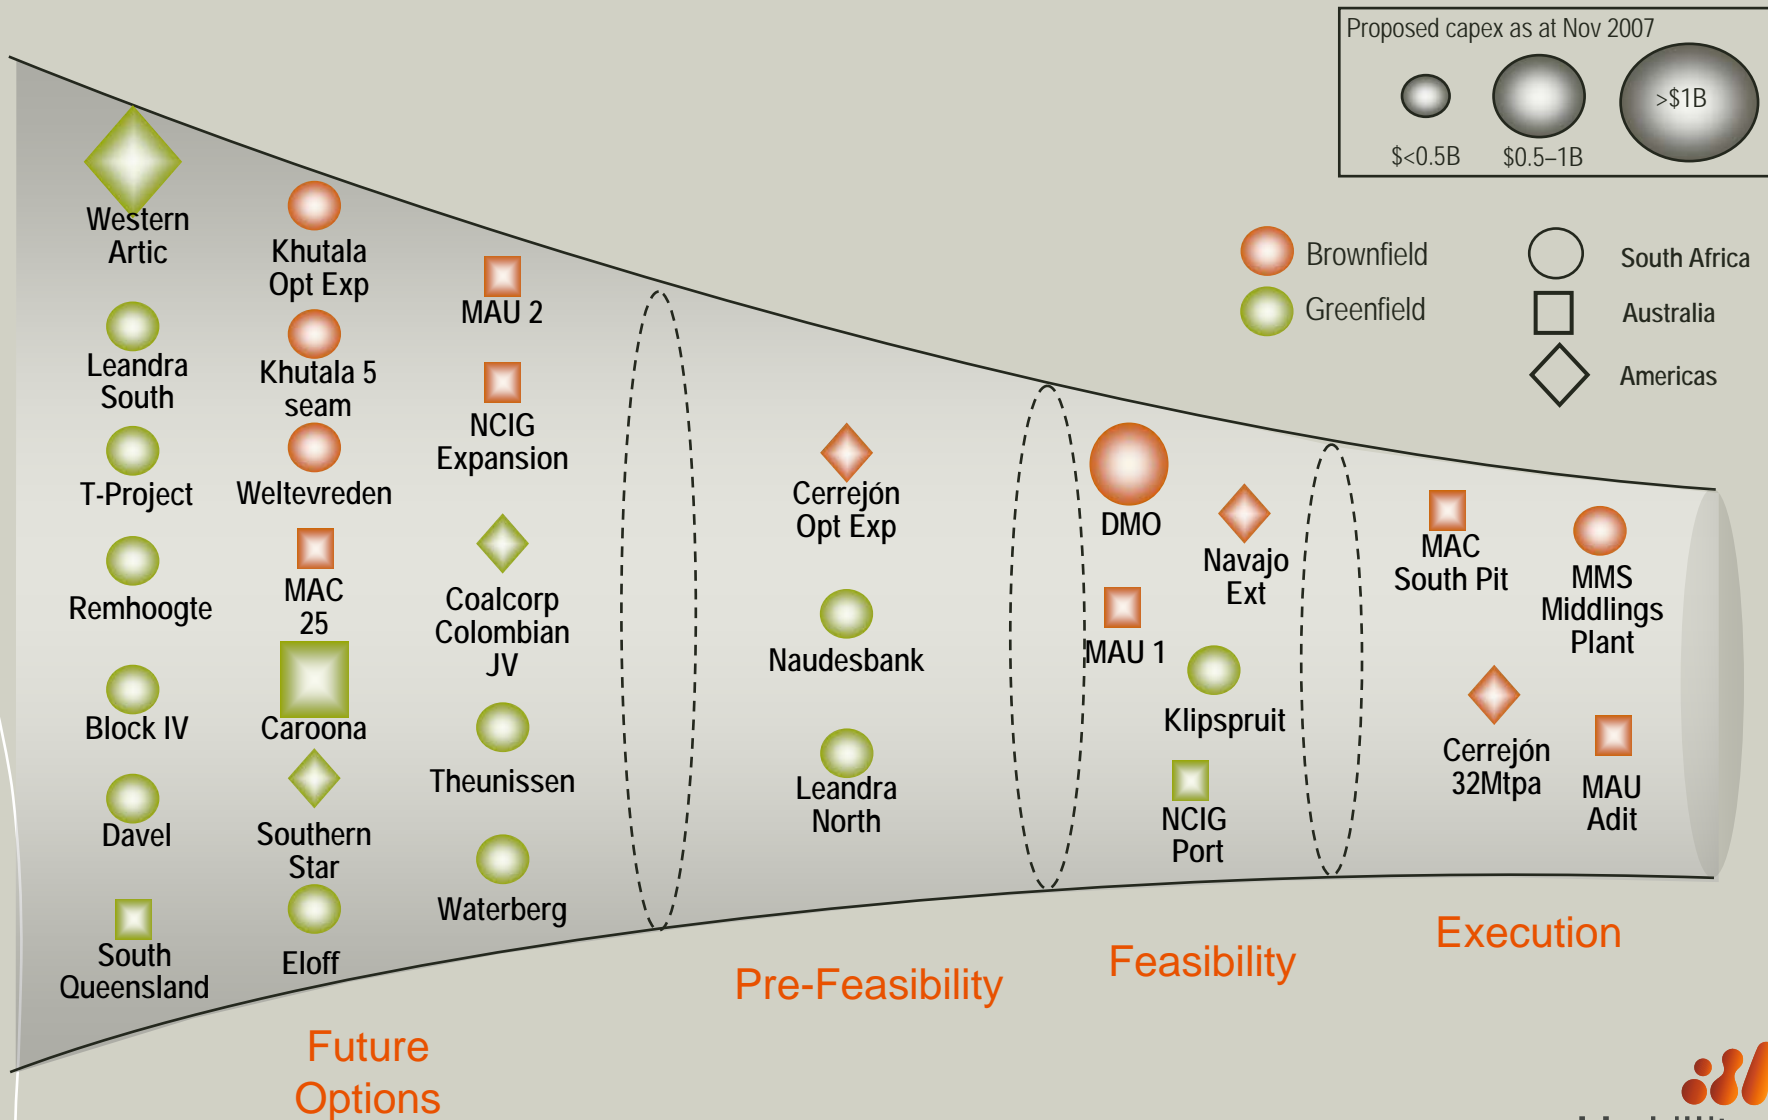 Proposed capex as at Nov 2007
>$1B
$<0.5B
$0.5–1B
Brownfield
Greenfield
South Africa
Australia
Americas
Western
Artic
Leandra
South
T-Project
Remhoogte
Block IV
Davel
South
Queensland
Khutala
Opt Exp
Khutala 5
seam
Weltevreden
MAC
25
Caroona
Southern
Star
Eloff
MAU 2
NCIG
Expansion
Coalcorp
Colombian
JV
Theunissen
Waterberg
Cerrejón
Opt Exp
Naudesbank
Leandra
North
DMO
Navajo
Ext
MAU 1
Klipspruit
NCIG
Port
MAC
South Pit
MMS
Middlings
Plant
Cerrejón
32Mtpa
MAU
Adit
Future
Options
Pre-Feasibility
Feasibility
Execution